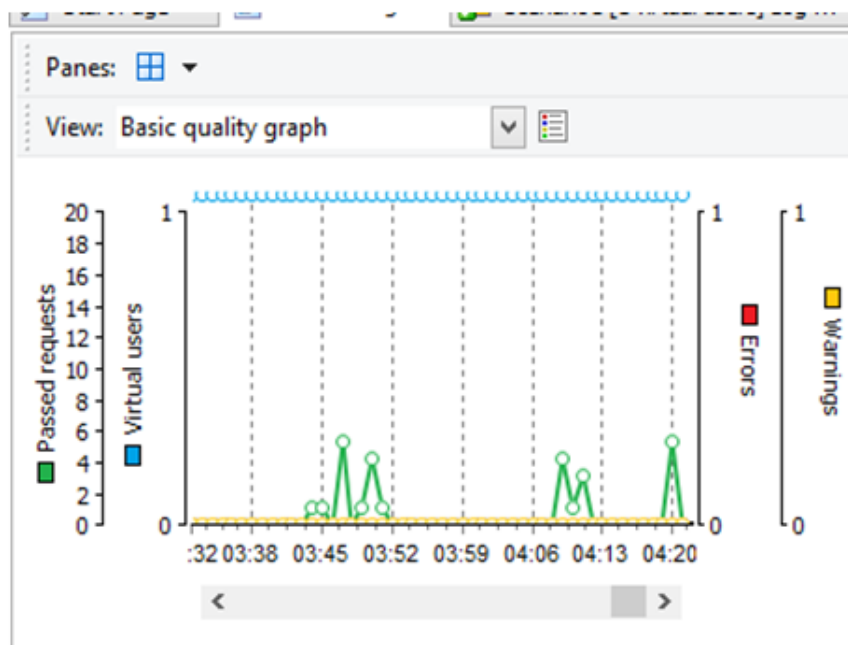 Panes:
View: Basic quality graph
20
18
16
14
12
10
8
6
4
2
0
Passed requests
1
0
Virtual users
1
0
Errors
1
0
Warnings
:32 03:38 03:45 03:52 03:59 04:06 04:13 04:20